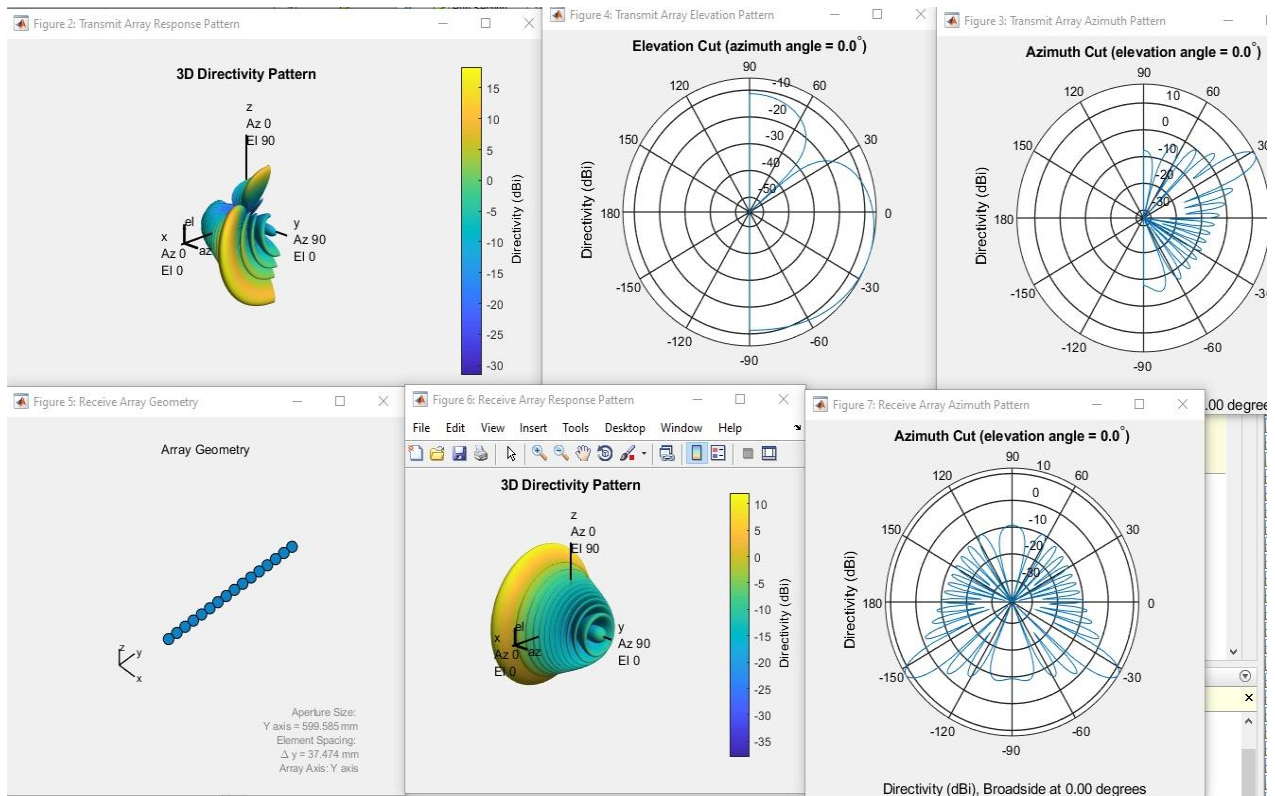 Figure 2: Transmit Array Response Pattern
3D Directivity Pattern
z
Az 0
El 90
x
Az 0
El 0
el
az
y
Az 90
El 0
15
10
5
0
-5
-10
-15
-20
-25
-30
Directivity (dBi)
Figure 4: Transmit Array Elevation Pattern
Elevation Cut (azimuth angle = 0.0°)
90
120
60
150
30
180
0
-150
-30
-120
-60
-90
-10
-20
-30
-40
-50
Directivity (dBi)
Figure 3: Transmit Array Azimuth Pattern
Azimuth Cut (elevation angle = 0.0°)
90
120
60
150
30
180
-150
-3
-120
-60
-90
10
0
-10
-20
-30
Directivity (dBi)
.00 degree
Figure 5: Receive Array Geometry
Array Geometry
z
y
x
Aperture Size:
Y axis = 599.585 mm
Element Spacing:
Δ y = 37.474 mm
Array Axis: Y axis
Figure 6: Receive Array Response Pattern
File Edit View Insert Tools Desktop Window Help
3D Directivity Pattern
z
Az 0
El 90
x
Az 0
El 0
el
az
y
Az 90
El 0
10
5
0
-5
-10
-15
-20
-25
-30
-35
Directivity (dBi)
Figure 7: Receive Array Azimuth Pattern
Azimuth Cut (elevation angle = 0.0°)
90
120
60
150
30
180
0
-150
-30
-120
-60
-90
10
0
-10
-20
-30
Directivity (dBi)
Directivity (dBi), Broadside at 0.00 degrees